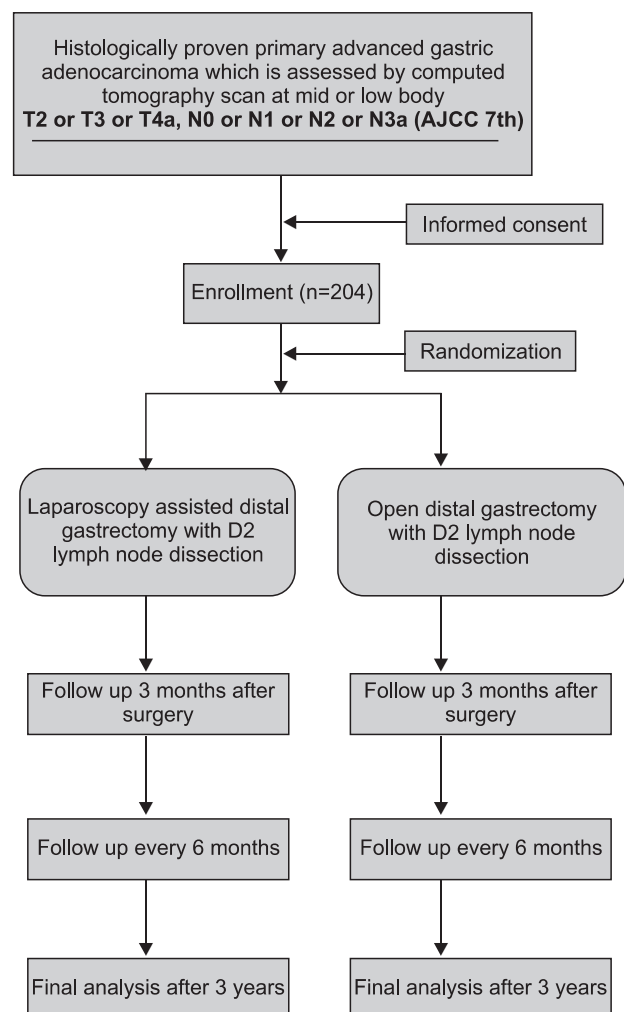 Histologically proven primary advanced gastric
adenocarcinoma which is assessed by computed
tomography scan at mid or low body
T2 or T3 or T4a, N0 or N1 or N2 or N3a (AJCC 7th)
Informed consent
Enrollment (n=204)
Randomization
Laparoscopy assisted distal
gastrectomy with D2
lymph node dissection
Open distal gastrectomy
with D2 lymph node
dissection
Follow up 3 months after
surgery
Follow up 3 months after
surgery
Follow up every 6 months
Follow up every 6 months
Final analysis after 3 years
Final analysis after 3 years